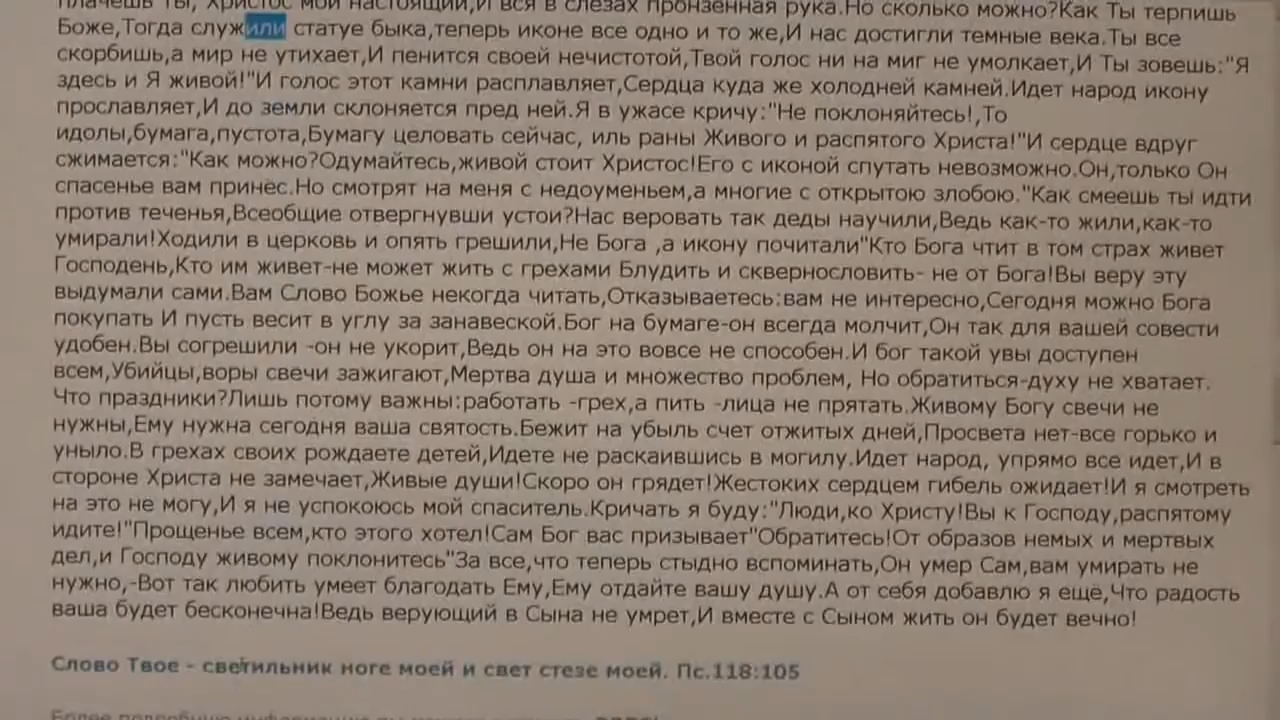 плачешь Ты, Христос мой настоящий,И вся в слезах пронзенная рука.Но сколько можно?Как Ты терпишь
Боже,Тогда служили статуе быка,теперь иконе все одно и то же,И нас достигли темные века.Ты все
скорбишь,а мир не утихает,И пенится своей нечистотой,Твой голос ни на миг не умолкает,И Ты зовешь:"Я
здесь и Я живой!"И голос этот камни расплавляет,Сердца куда же холодней камней.Идет народ икону
прославляет,И до земли склоняется пред ней.Я в ужасе кричу:"Не поклоняйтесь!,То
идолы,бумага,пустота,Бумагу целовать сейчас, иль раны Живого и распятого Христа!"И сердце вдруг
сжимается:"Как можно?Одумайтесь,живой стоит Христос!Его с иконой спутать невозможно.Он,только Он
спасенье вам принёс.Но смотрят на меня с недоуменьем,а многие с открытою злобою."Как смеешь ты идти
против теченья,Всеобщие отвергнувши устои?Нас веровать так деды научили,Ведь как-то жили,как-то
умирали!Ходили в церковь и опять грешили,Не Бога ,а икону почитали"Кто Бога чтит в том страх живет
Господень,Кто им живет-не может жить с грехами Блудить и сквернословить- не от Бога!Вы веру эту
выдумали сами.Вам Слово Божье некогда читать,Отказываетесь:вам не интересно,Сегодня можно Бога
покупать И пусть весит в углу за занавеской.Бог на бумаге-он всегда молчит,Он так для вашей совести
удобен.Вы согрешили -он не укорит,Ведь он на это вовсе не способен.И бог такой увы доступен
всем,Убийцы,воры свечи зажигают,Мертва душа и множество проблем, Но обратиться-духу не хватает.
Что праздники?Лишь потому важны:работать -грех,а пить -лица не прятать.Живому Богу свечи не
нужны,Ему нужна сегодня ваша святость.Бежит на убыль счет отжитых дней,Просвета нет-все горько и
уныло.В грехах своих рождаете детей,Идете не раскаившись в могилу.Идет народ, упрямо все идет,И в
стороне Христа не замечает,Живые души!Скоро он грядет!Жестоких сердцем гибель ожидает!И я смотреть
на это не могу,И я не успокоюсь мой спаситель.Кричать я буду:"Люди,ко Христу!Вы к Господу,распятому
идите!"Прощенье всем,кто этого хотел!Сам Бог вас призывает"Обратитесь!От образов немых и мертвых
дел,и Господу живому поклонитесь"За все,что теперь стыдно вспоминать,Он умер Сам,вам умирать не
нужно,-Вот так любить умеет благодать Ему,Ему отдайте вашу душу.А от себя добавлю я ещё,Что радость
ваша будет бесконечна!Ведь верующий в Сына не умрет,И вместе с Сыном жить он будет вечно!
Слово Твое - светильник ноге моей и свет стезе моей. Пс.118:105